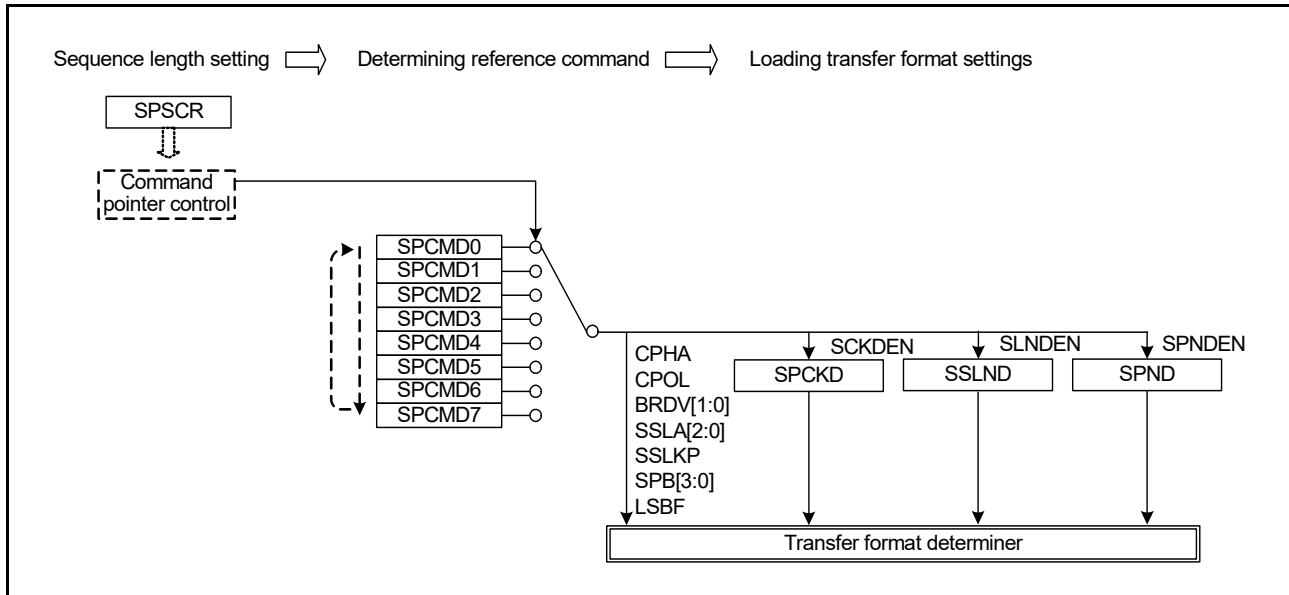 Sequence length setting
Determining reference command
Loading transfer format settings
SPSCR
Command
pointer control
SPCMD0
SPCMD1
SPCMD2
SPCMD3
SPCMD4
SPCMD5
SPCMD6
SPCMD7
CPHA
CPOL
BRDV[1:0]
SSLA[2:0]
SSLKP
SPB[3:0]
LSBF
SCKDEN
SPCKD
SLNDEN
SSLND
SPNDEN
SPND
Transfer format determiner